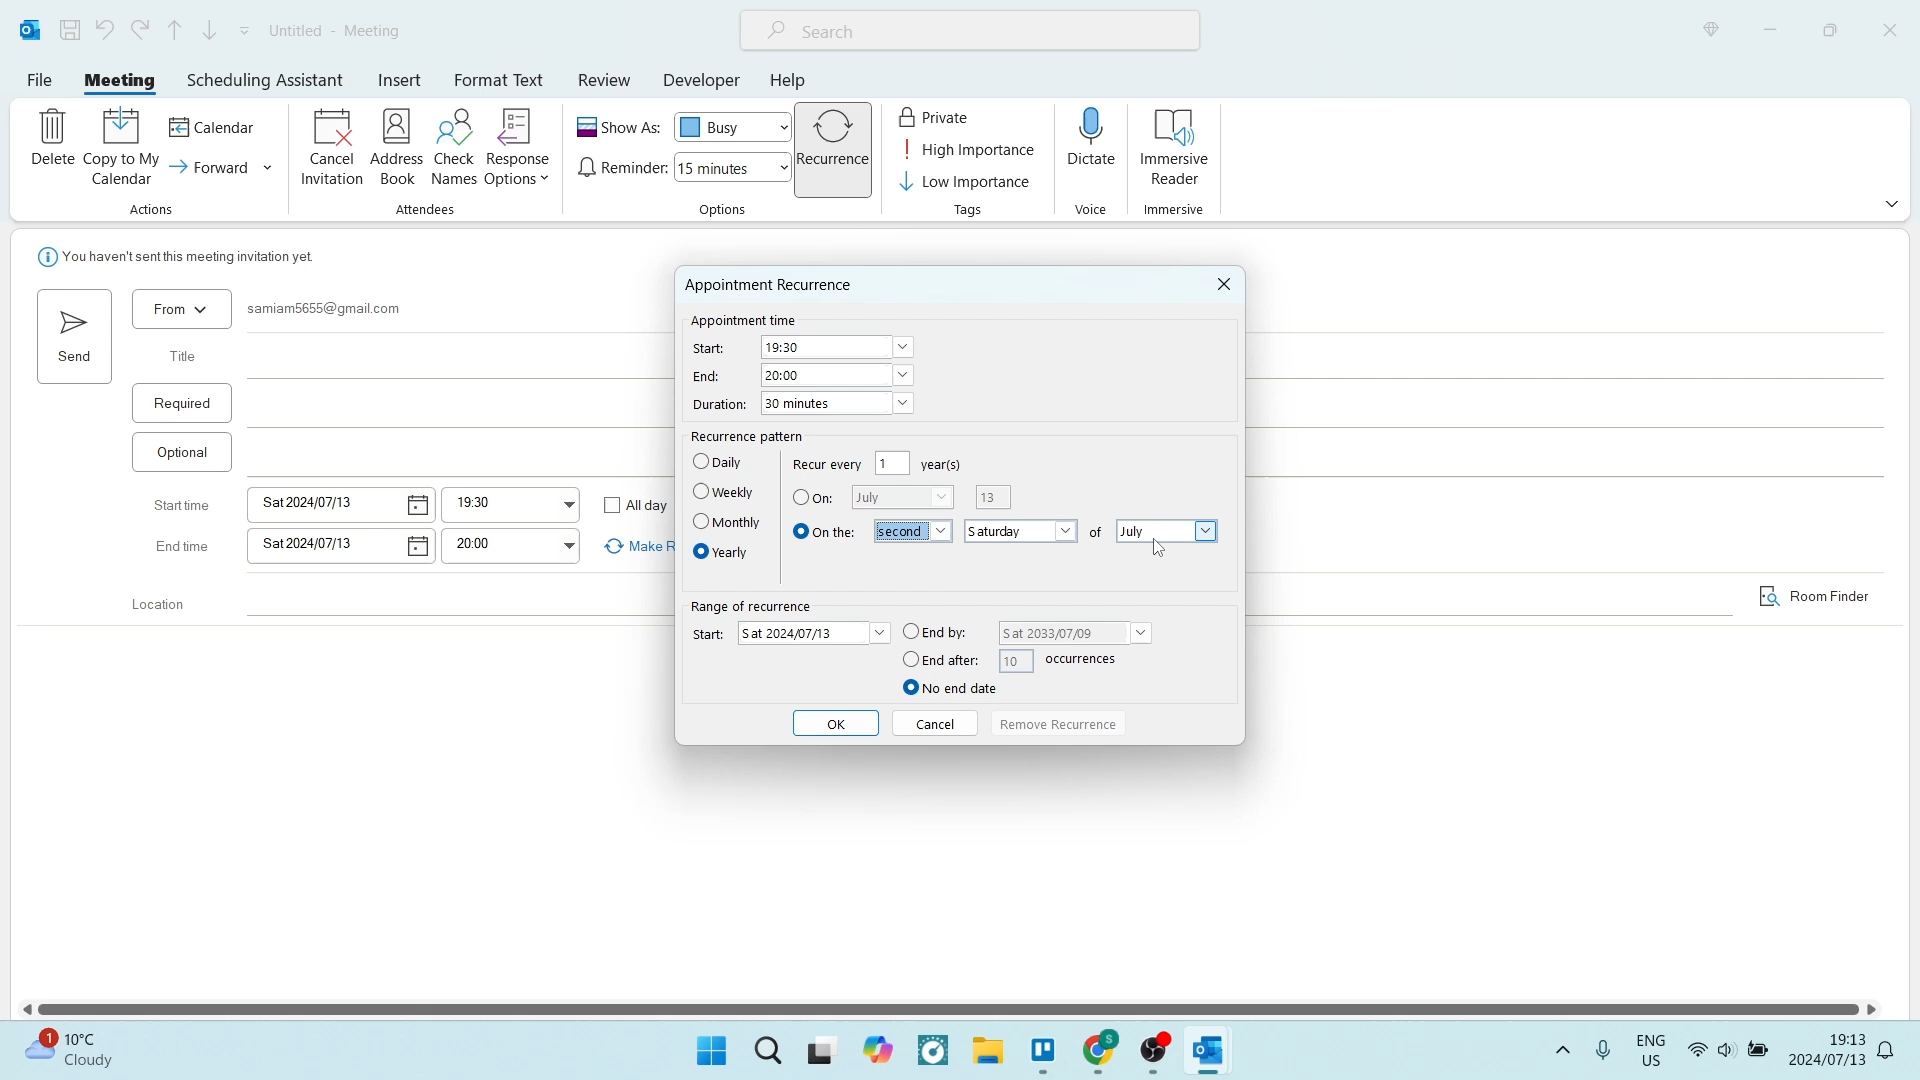 Untitled - Meeting
Search
File Meeting Scheduling Assistant Insert Format Text Review Developer Help
Delete
Copy to My Calendar
Calendar
Forward
Actions
Cancel Invitation
Address Book
Check Names
Response Options
Attendees
Show As: Busy
Reminder: 15 minutes
Recurrence
Options
Private
High Importance
Low Importance
Tags
Dictate
Voice
Immersive Reader
Immersive
You haven't sent this meeting invitation yet.
Send
From samiam5655@gmail.com
Title
Required
Optional
Start time Sat 2024/07/13 19:30 All day
End time Sat 2024/07/13 20:00 Make R
Location
Room Finder
Appointment Recurrence
Appointment time
Start: 19:30
End: 20:00
Duration: 30 minutes
Recurrence pattern
Daily
Weekly
Monthly
Yearly
Recur every 1 year(s)
On: July 13
On the: second Saturday of July
Range of recurrence
Start: Sat 2024/07/13
End by: Sat 2033/07/09
End after: 10 occurrences
No end date
OK Cancel Remove Recurrence
1
10°C
Cloudy
S
ENG
US
19:13
2024/07/13